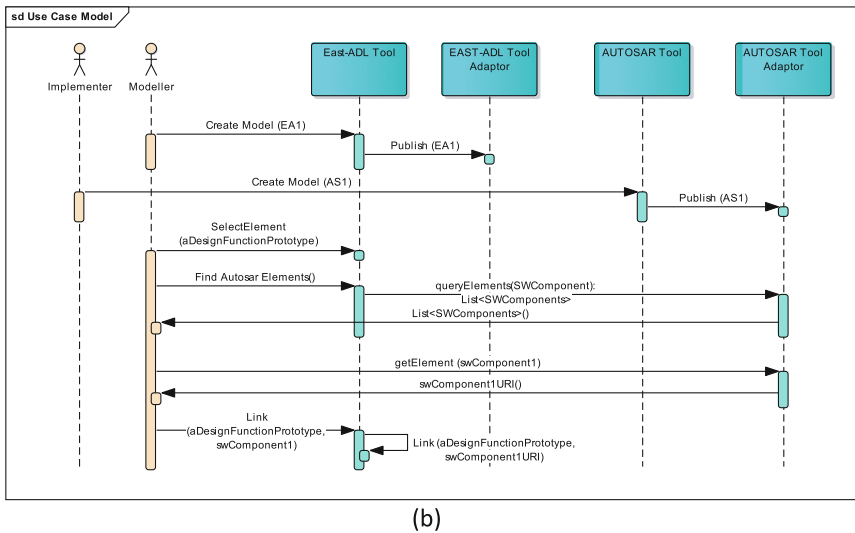 sd Use Case Model
Implementer
Modeller
East-ADL Tool
EAST-ADL Tool
Adaptor
AUTOSAR Tool
AUTOSAR Tool
Adaptor
Create Model (EA1)
Publish (EA1)
Create Model (AS1)
Publish (AS1)
SelectElement
(aDesignFunctionPrototype)
Find Autosar Elements()
queryElements(SWComponent):
List<SWComponents>
List<SWComponents>()
getElement (swComponent1)
swComponent1URI()
Link
(aDesignFunctionPrototype,
swComponent1)
Link (aDesignFunctionPrototype,
swComponent1URI)
(b)